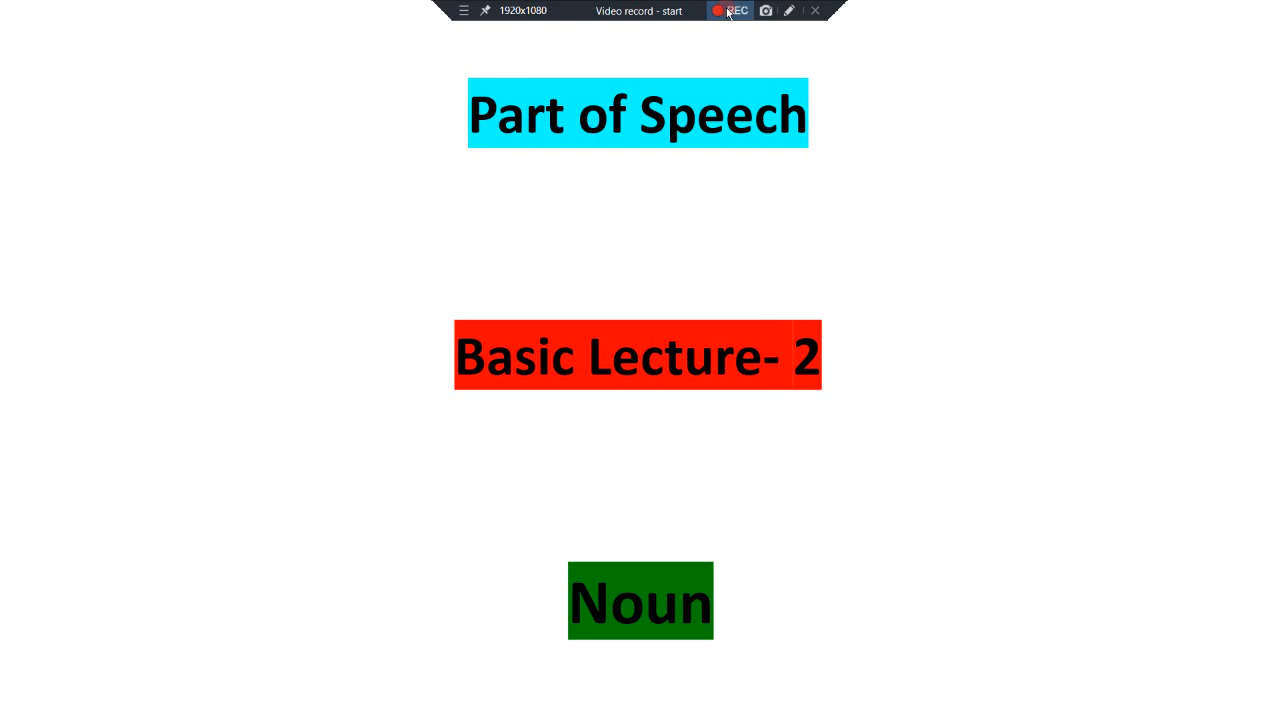 1920x1080 Video record - start REC
Part of Speech
Basic Lecture- 2
Noun